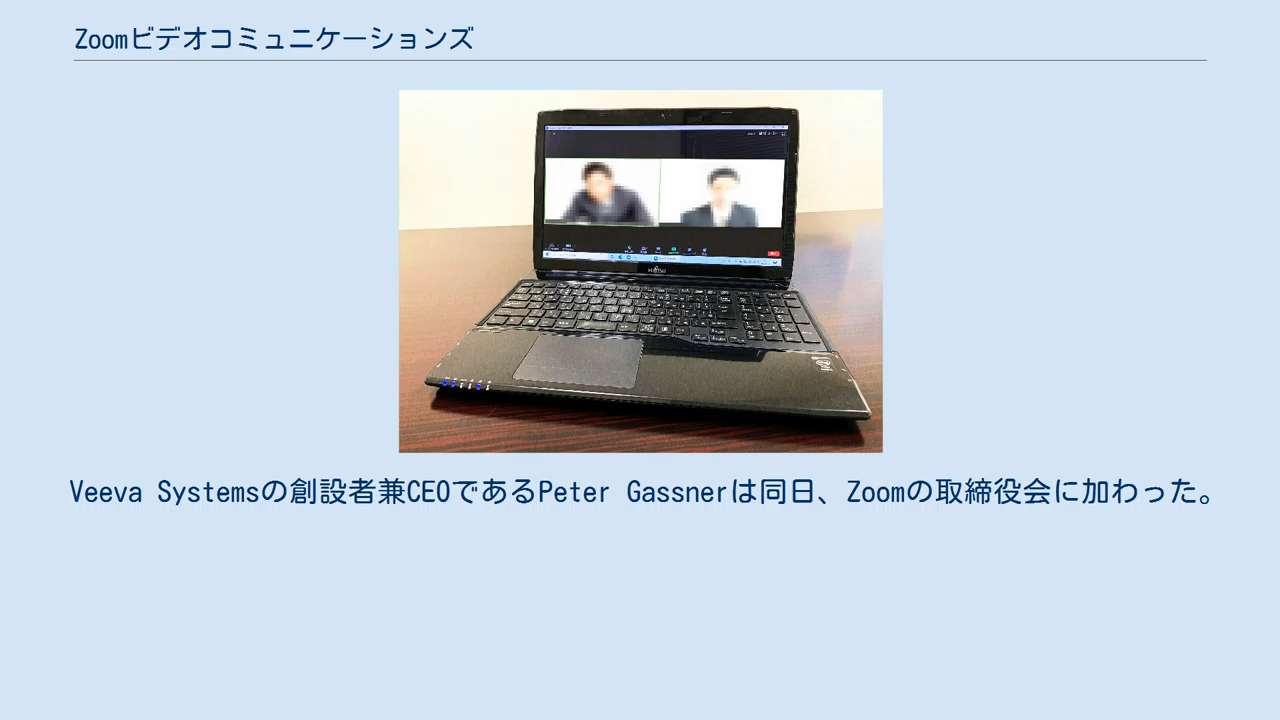 Zoomビデオコミュニケーションズ
FUJITSU
Veeva Systemsの創設者兼CEOであるPeter Gassnerは同日、Zoomの取締役会に加わった。